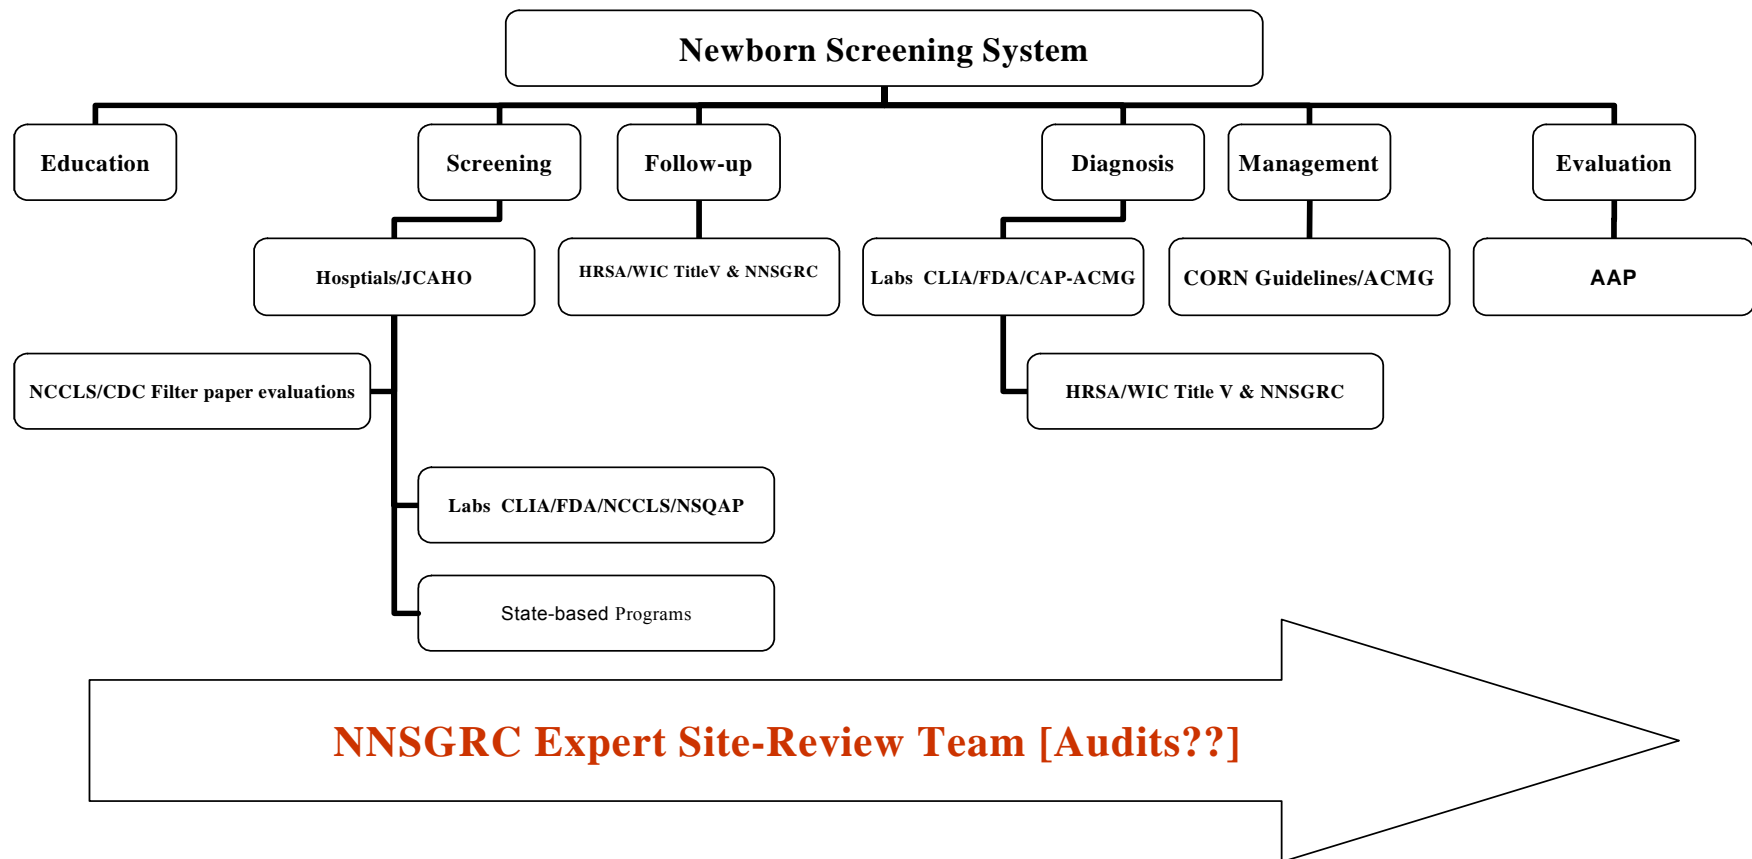 Newborn Screening System
Education
Screening
Follow-up
Diagnosis
Management
Evaluation
Hosptials/JCAHO
HRSA/WIC TitleV & NNSGRC
Labs CLIA/FDA/CAP-ACMG
CORN Guidelines/ACMG
AAP
NCCLS/CDC Filter paper evaluations
HRSA/WIC Title V & NNSGRC
Labs CLIA/FDA/NCCLS/NSQAP
State-based Programs
NNSGRC Expert Site-Review Team [Audits??]